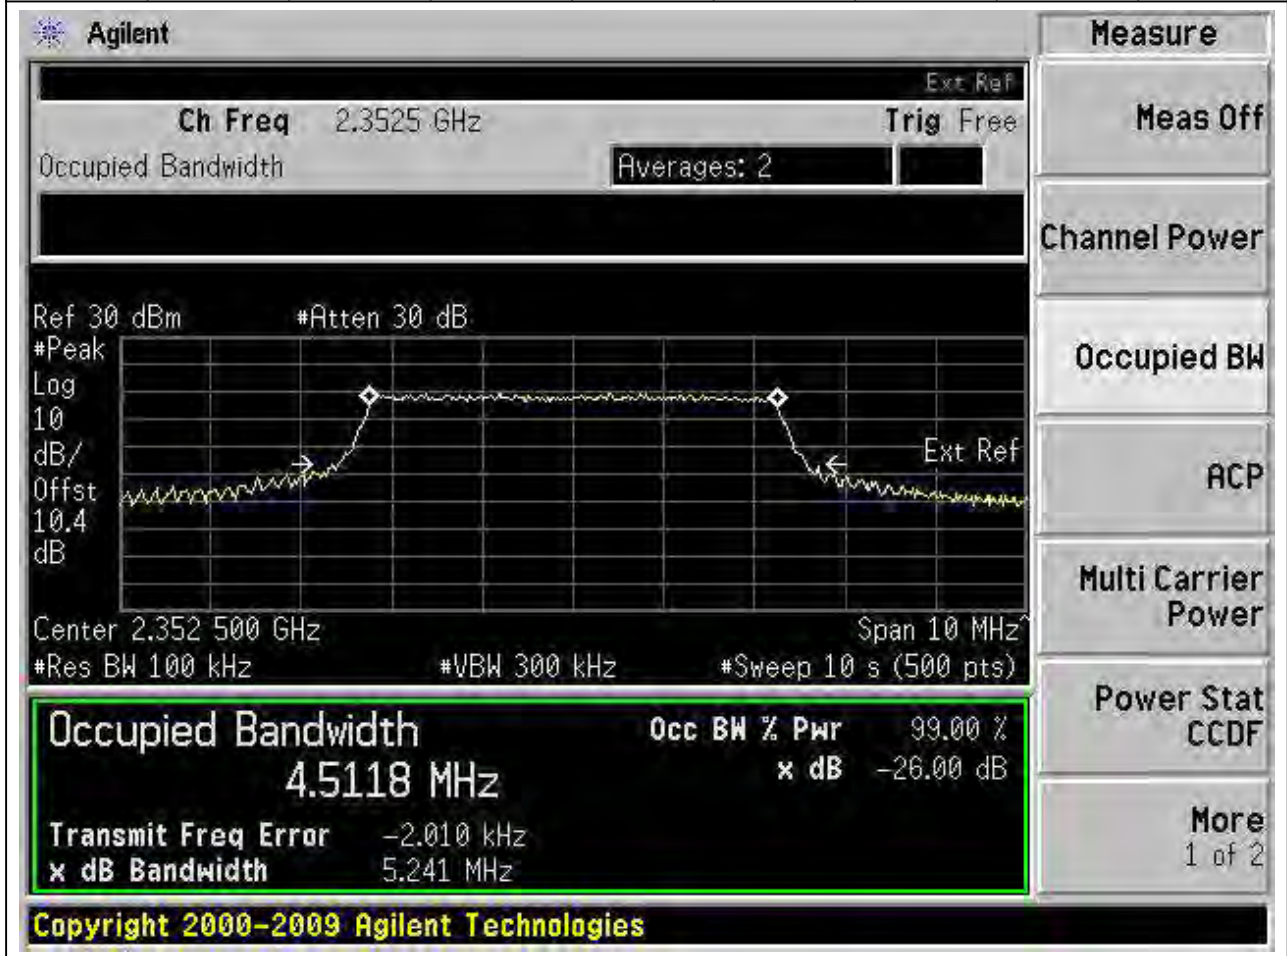 Agilent
Measure
Ext Ref
Ch Freq 2.3525 GHz Trig Free
Meas Off
Occupied Bandwidth Averages: 2
Channel Power
Ref 30 dBm #Atten 30 dB
#Peak
Log
10
dB/
Offst
10.4
dB
Ext Ref
Occupied BW
ACP
Center 2.352 500 GHz Span 10 MHz^
#Res BW 100 kHz #VBW 300 kHz #Sweep 10 s (500 pts)
Multi Carrier
Power
Occupied Bandwidth Occ BW % Pwr 99.00 %
4.5118 MHz x dB -26.00 dB
Transmit Freq Error -2.010 kHz
x dB Bandwidth 5.241 MHz
Power Stat
CCDF
More
1 of 2
Copyright 2000-2009 Agilent Technologies